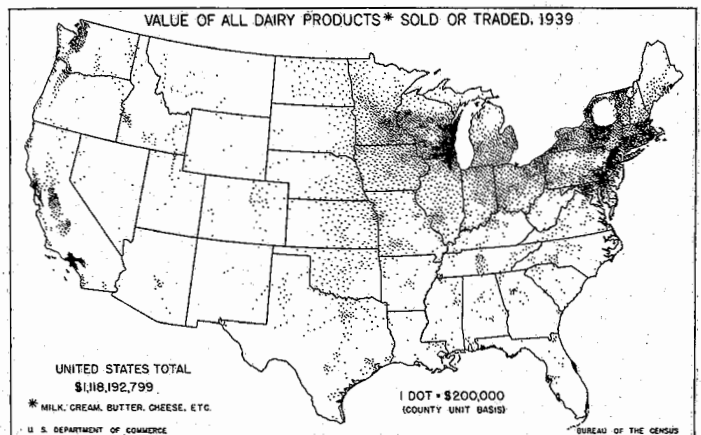 VALUE OF ALL DAIRY PRODUCTS* SOLD OR TRADED, 1939
UNITED STATES TOTAL
$1,118,192,799
* MILK, CREAM, BUTTER, CHEESE, ETC.
1 DOT = $200,000
(COUNTY UNIT BASIS)
U. S. DEPARTMENT OF COMMERCE
BUREAU OF THE CENSUS